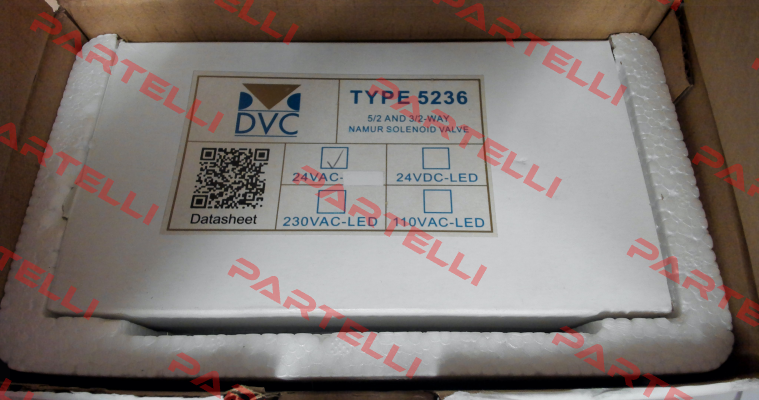 DVC
TYPE 5236
5/2 AND 3/2-WAY
NAMUR SOLENOID VALVE
Datasheet
24VAC-
24VDC-LED
230VAC-LED
110VAC-LED
PARTELLI
PARTELLI
PARTELLI
PARTELLI
PARTELLI
PARTELLI
PARTELLI
PARTELLI